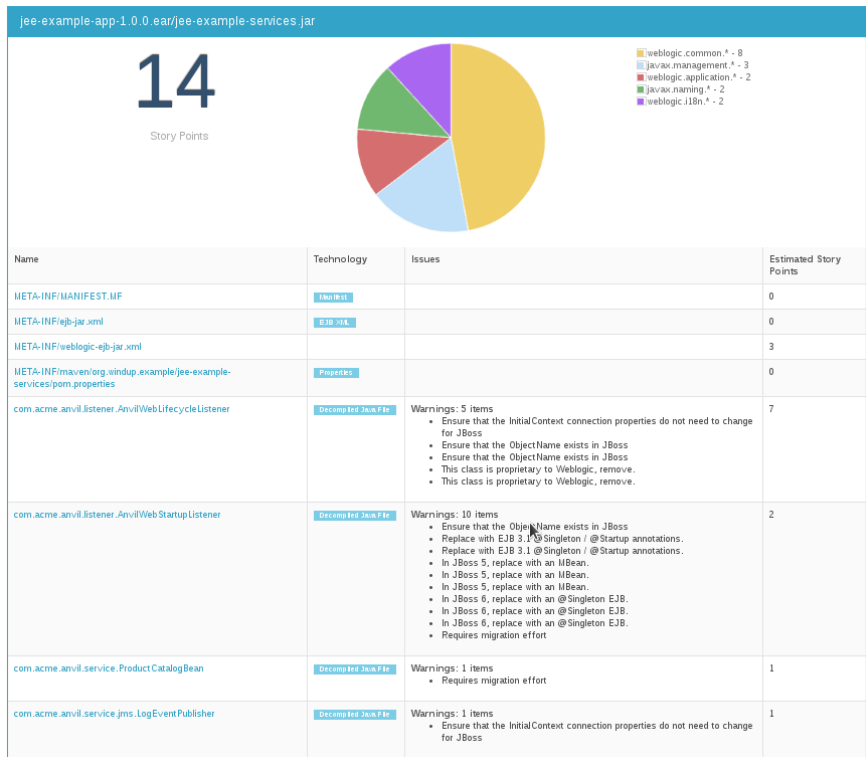 jee-example-app-1.0.0.ear/jee-example-services.jar
14
Story Points
weblogic.common.* - 8
javax.management.* - 3
weblogic.application.* - 2
javax.naming.* - 2
weblogic.i18n.* - 2
Name Technology Issues Estimated Story
Points
META-INF/MANIFEST.MF Manifest 0
META-INF/ejb-jar.xml EJB XML 0
META-INF/weblogic-ejb-jar.xml 3
META-INF/maven/org.windup.example/jee-example- Properties 0
services/pom.properties
com.acme.anvil.listener.AnvilWebLifecycleListener Decompiled Java File Warnings: 5 items 7
• Ensure that the InitialContext connection properties do not need to change
for JBoss
• Ensure that the ObjectName exists in JBoss
• Ensure that the ObjectName exists in JBoss
• This class is proprietary to Weblogic, remove.
• This class is proprietary to Weblogic, remove.
com.acme.anvil.listener.AnvilWebStartupListener Decompiled Java File Warnings: 10 items 2
• Ensure that the ObjectName exists in JBoss
• Replace with EJB 3.1 @Singleton / @Startup annotations.
• Replace with EJB 3.1 @Singleton / @Startup annotations.
• In JBoss 5, replace with an MBean.
• In JBoss 5, replace with an MBean.
• In JBoss 5, replace with an MBean.
• In JBoss 6, replace with an @Singleton EJB.
• In JBoss 6, replace with an @Singleton EJB.
• In JBoss 6, replace with an @Singleton EJB.
• Requires migration effort
com.acme.anvil.service.ProductCatalogBean Decompiled Java File Warnings: 1 items 1
• Requires migration effort
com.acme.anvil.service.jms.LogEventPublisher Decompiled Java File Warnings: 1 items 1
• Ensure that the InitialContext connection properties do not need to change
for JBoss